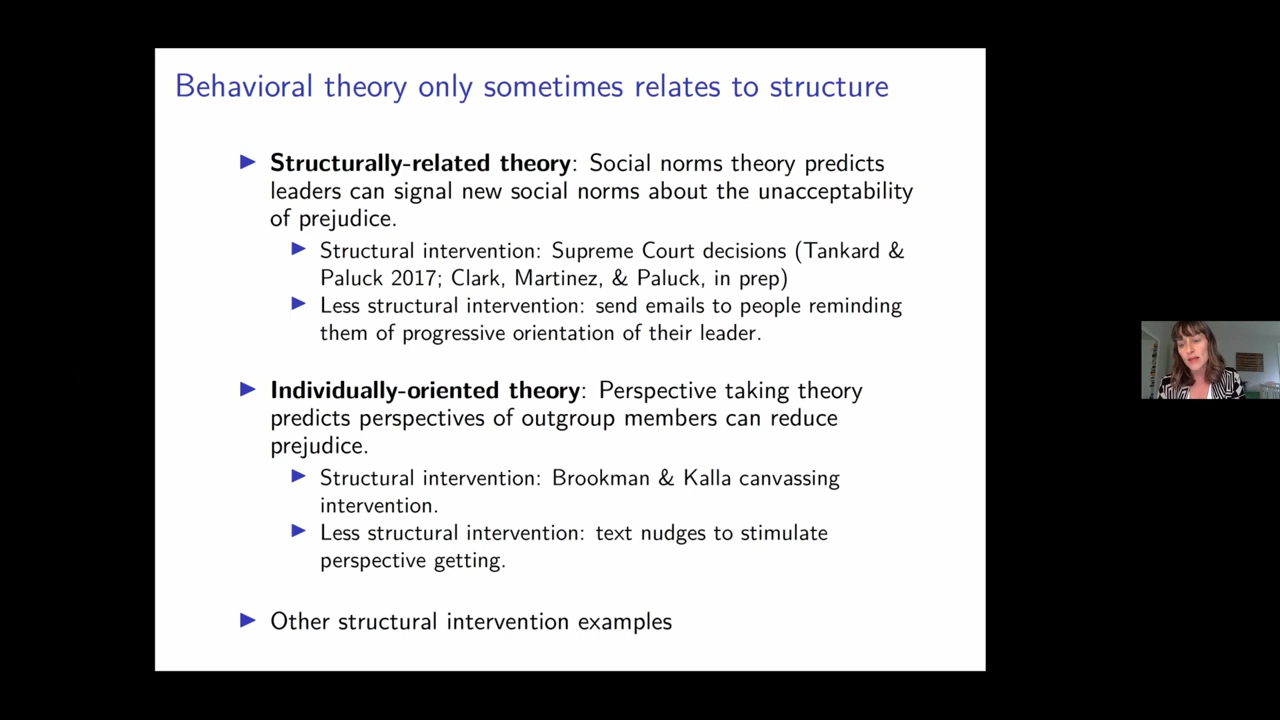 Behavioral theory only sometimes relates to structure
Structurally-related theory: Social norms theory predicts
leaders can signal new social norms about the unacceptability
of prejudice.
Structural intervention: Supreme Court decisions (Tankard &
Paluck 2017; Clark, Martinez, & Paluck, in prep)
Less structural intervention: send emails to people reminding
them of progressive orientation of their leader.
Individually-oriented theory: Perspective taking theory
predicts perspectives of outgroup members can reduce
prejudice.
Structural intervention: Brookman & Kalla canvassing
intervention.
Less structural intervention: text nudges to stimulate
perspective getting.
Other structural intervention examples